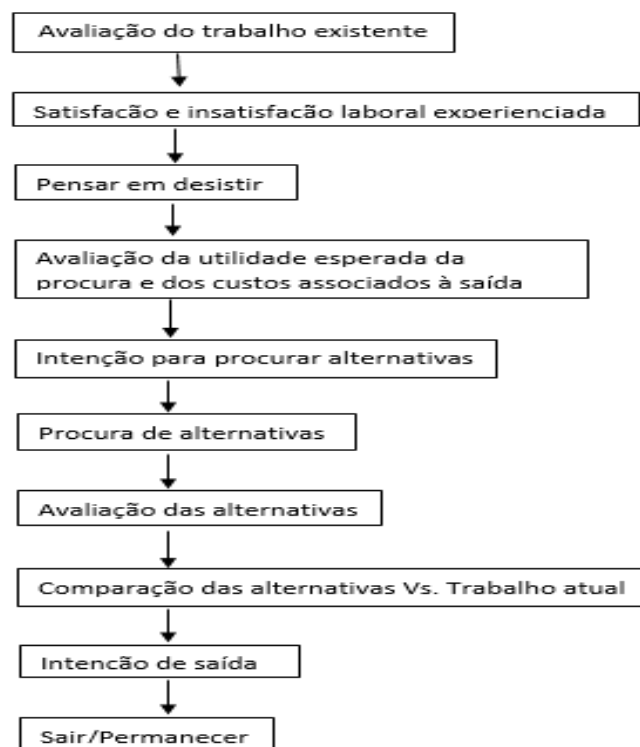 Avaliação do trabalho existente
Satisfação e insatisfação laboral experienciada
Pensar em desistir
Avaliação da utilidade esperada da
procura e dos custos associados à saída
Intenção para procurar alternativas
Procura de alternativas
Avaliação das alternativas
Comparação das alternativas Vs. Trabalho atual
Intenção de saída
Sair/Permanecer